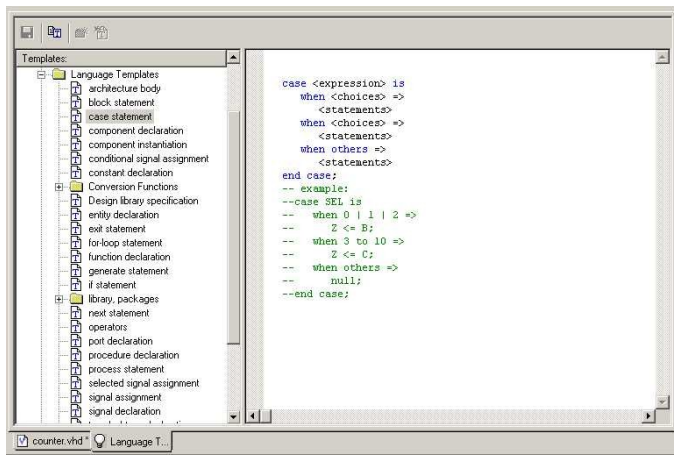 Templates:
Language Templates
architecture body
block statement
case statement
component declaration
component instantiation
conditional signal assignment
constant declaration
Conversion Functions
Design library specification
entity declaration
exit statement
for-loop statement
function declaration
generate statement
if statement
library, packages
next statement
operators
port declaration
procedure declaration
process statement
selected signal assignment
signal assignment
signal declaration
case <expression> is
when <choices> =>
<statements>
when <choices> =>
<statements>
when others =>
<statements>
end case;
-- example:
--case SEL is
-- when 0 | 1 | 2 =>
-- Z <= B;
-- when 3 to 10 =>
-- Z <= C;
-- when others =>
-- null;
--end case;
counter.vhd * Language T...